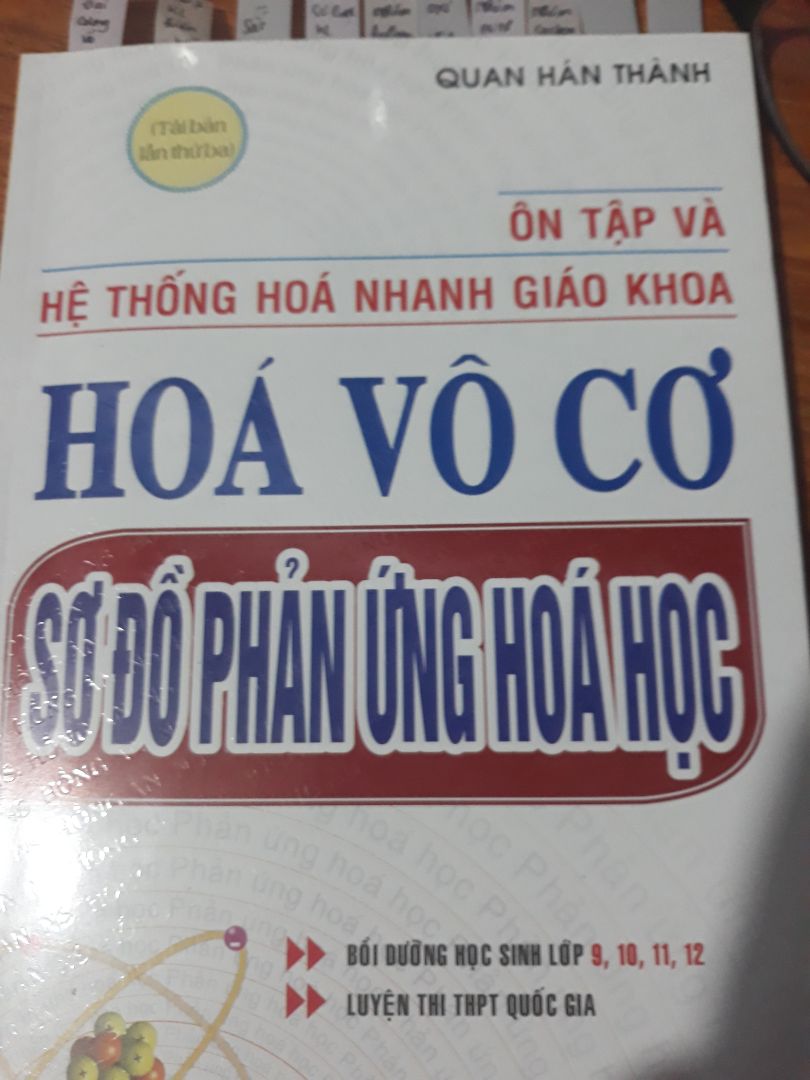 QUAN HÁN THÀNH
(Tái bản
lần thứ ba)
ÔN TẬP VÀ
HỆ THỐNG HOÁ NHANH GIÁO KHOA
HOÁ VÔ CƠ
SƠ ĐỒ PHẢN ỨNG HOÁ HỌC
BỒI DƯỠNG HỌC SINH LỚP 9, 10, 11, 12
LUYỆN THI THPT QUỐC GIA